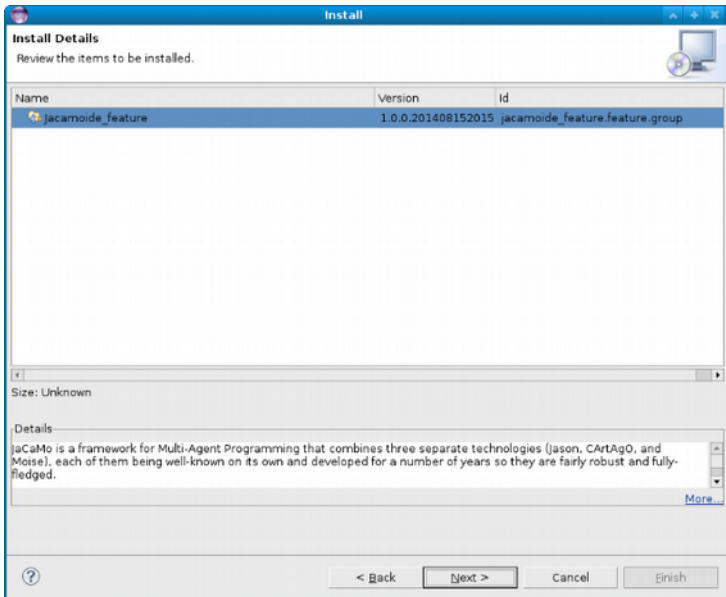 Install
Install Details
Review the items to be installed.
Name Version Id
Jacamoide_feature 1.0.0.201408152015 jacamoide_feature.feature.group
Size: Unknown
Details
JaCaMo is a framework for Multi-Agent Programming that combines three separate technologies (Jason, CArtAgO, and
Moise), each of them being well-known on its own and developed for a number of years so they are fairly robust and fully-
fledged.
More...
< Back Next > Cancel Finish